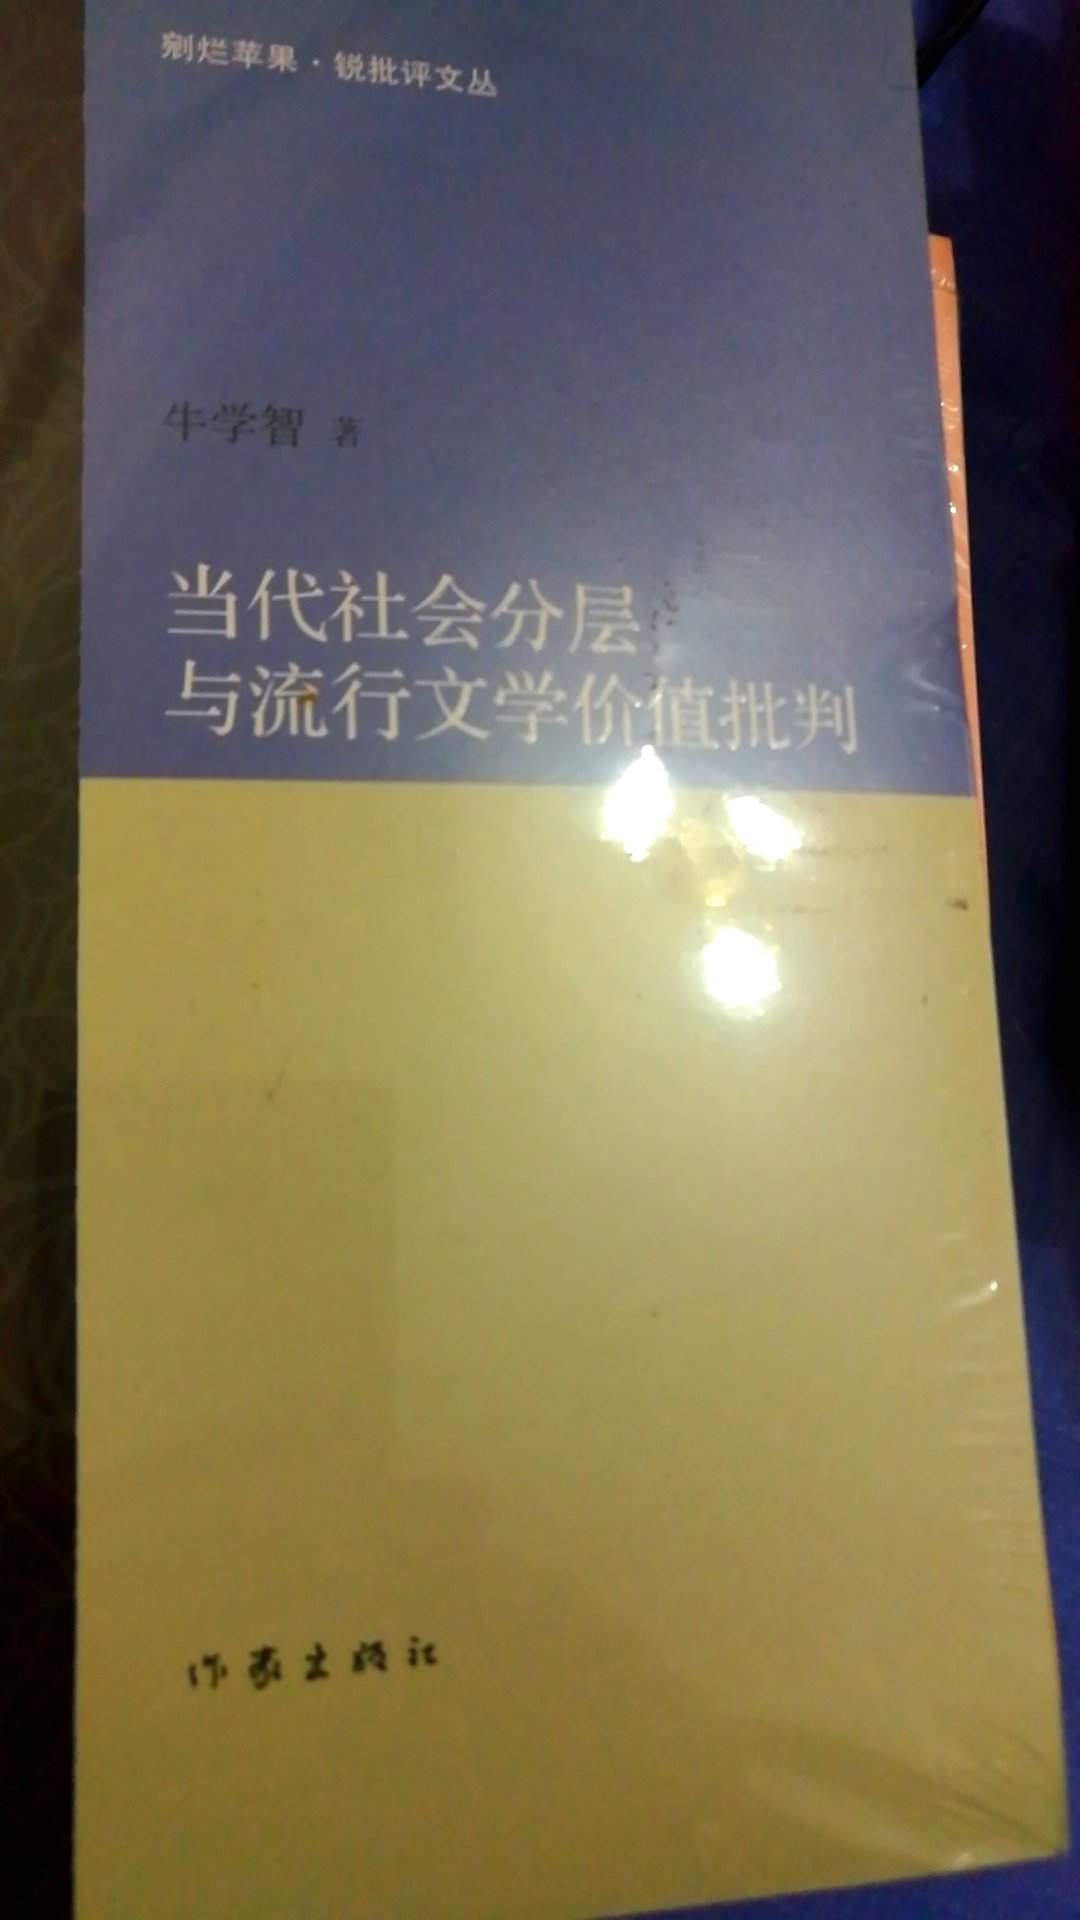 剜烂苹果·锐批评文丛
牛学智 著
当代社会分层
与流行文学价值批判
作家出版社